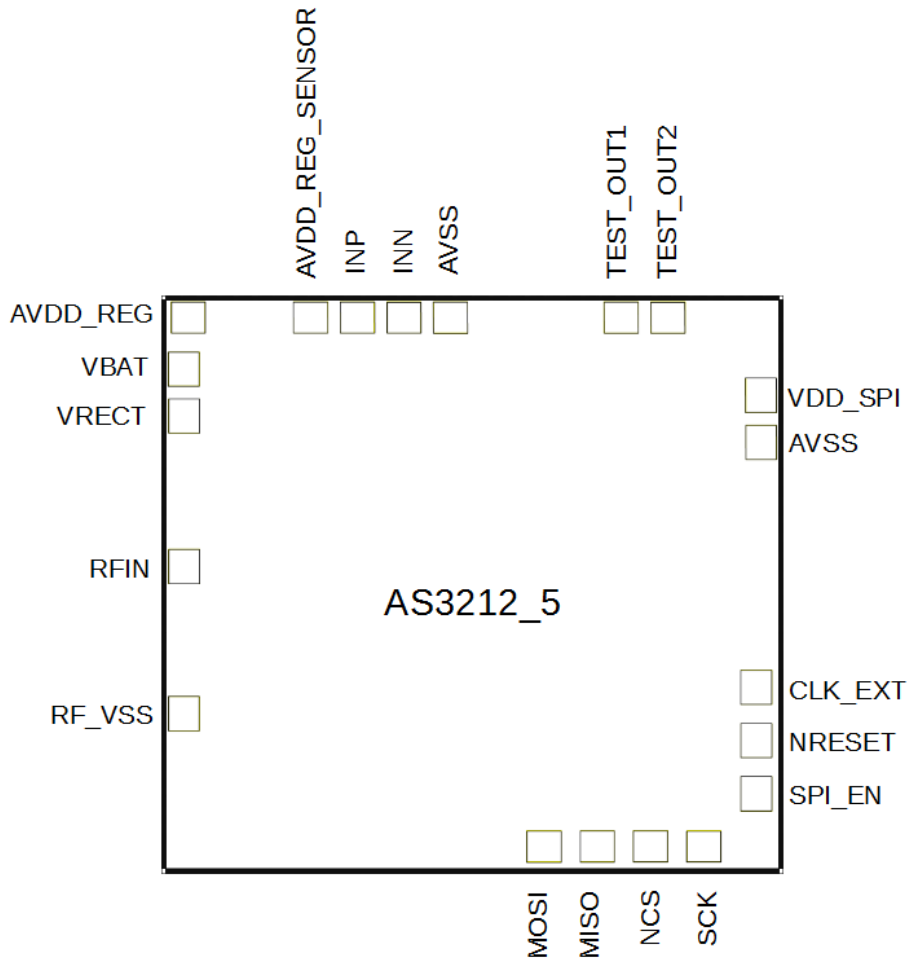 AVDD_REG_SENSOR
INP
INN
AVSS
TEST_OUT1
TEST_OUT2
AVDD_REG
VBAT
VRECT
RFIN
RF_VSS
AS3212_5
VDD_SPI
AVSS
CLK_EXT
NRESET
SPI_EN
MOSI
MISO
NCS
SCK